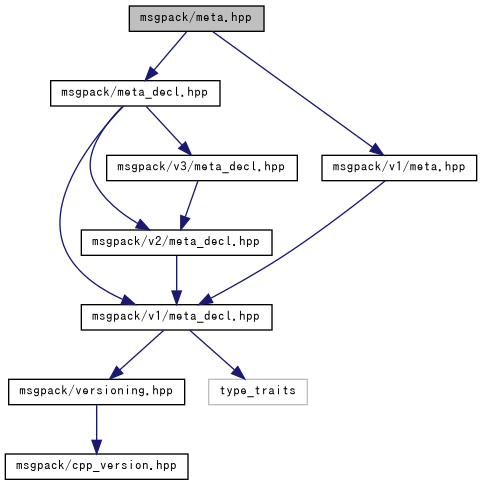 msgpack/meta.hpp
msgpack/meta_decl.hpp
msgpack/v3/meta_decl.hpp
msgpack/v1/meta.hpp
msgpack/v2/meta_decl.hpp
msgpack/v1/meta_decl.hpp
msgpack/versioning.hpp
type_traits
msgpack/cpp_version.hpp